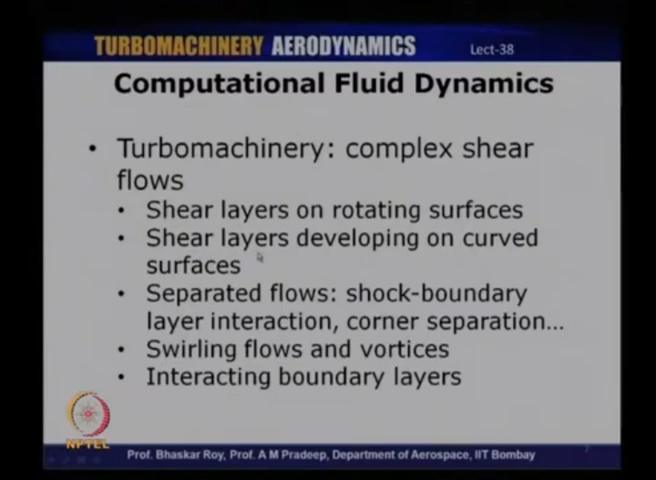 TURBOMACHINERY AERODYNAMICS Lect-38
Computational Fluid Dynamics
• Turbomachinery: complex shear
flows
• Shear layers on rotating surfaces
• Shear layers developing on curved
surfaces
• Separated flows: shock-boundary
layer interaction, corner separation…
• Swirling flows and vortices
• Interacting boundary layers
NPTEL
Prof. Bhaskar Roy, Prof. A M Pradeep, Department of Aerospace, IIT Bombay